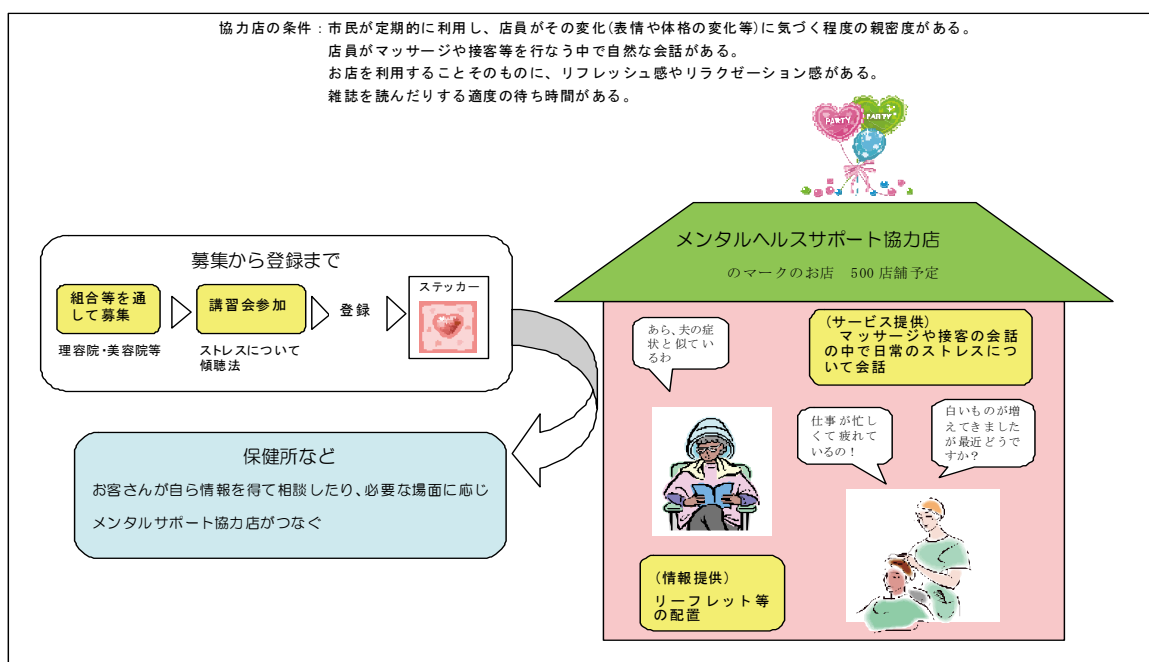 協力店の条件：市民が定期的に利用し、店員がその変化(表情や体格の変化等)に気づく程度の親密度がある。
店員がマッサージや接客等を行なう中で自然な会話がある。
お店を利用することそのものに、リフレッシュ感やリラクゼーション感がある。
雑誌を読んだりする適度の待ち時間がある。
PARTY
PARTY
メンタルヘルスサポート協力店
のマークのお店　500 店舗予定
募集から登録まで
組合等を通
して募集
講習会参加
登録
ステッカー
理容院・美容院等
ストレスについて
傾聴法
あら、夫の症
状と似てい
るわ
（サービス提供）
マッサージや接客の会話
の中で日常のストレスにつ
いて会話
仕事が忙し
くて疲れて
いるの！
白いものが増
えてきました
が最近どうで
すか？
保健所など
お客さんが自ら情報を得て相談したり、必要な場面に応じ
メンタルサポート協力店がつなぐ
（情報提供）
リーフレット等
の配置